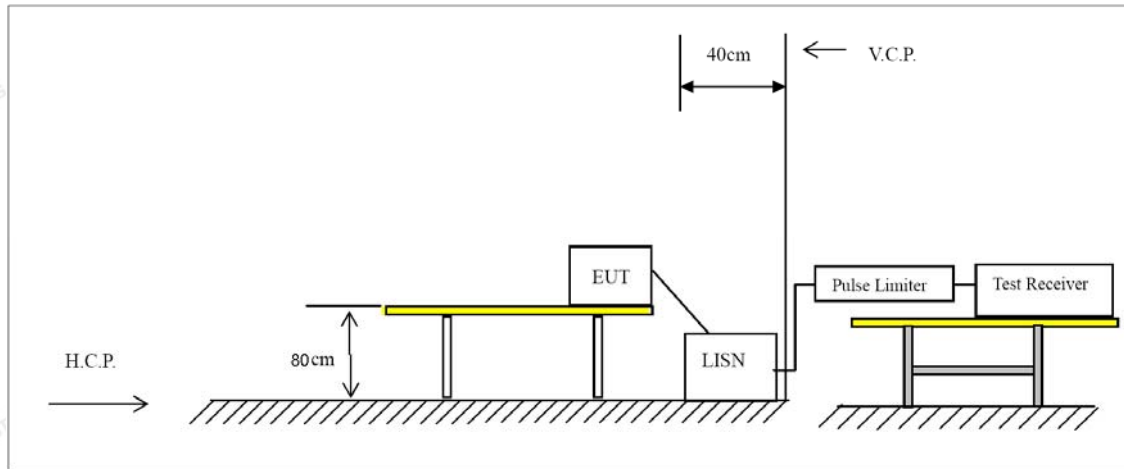 40cm
V.C.P.
EUT
Pulse Limiter
Test Receiver
80cm
LISN
H.C.P.